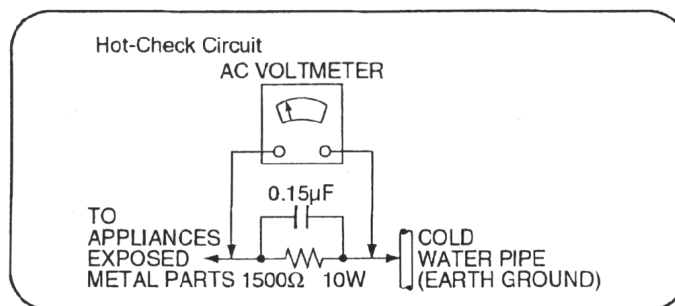 Hot-Check Circuit
AC VOLTMETER
0.15µF
TO
APPLIANCES
EXPOSED
METAL PARTS
1500Ω 10W
COLD
WATER PIPE
(EARTH GROUND)